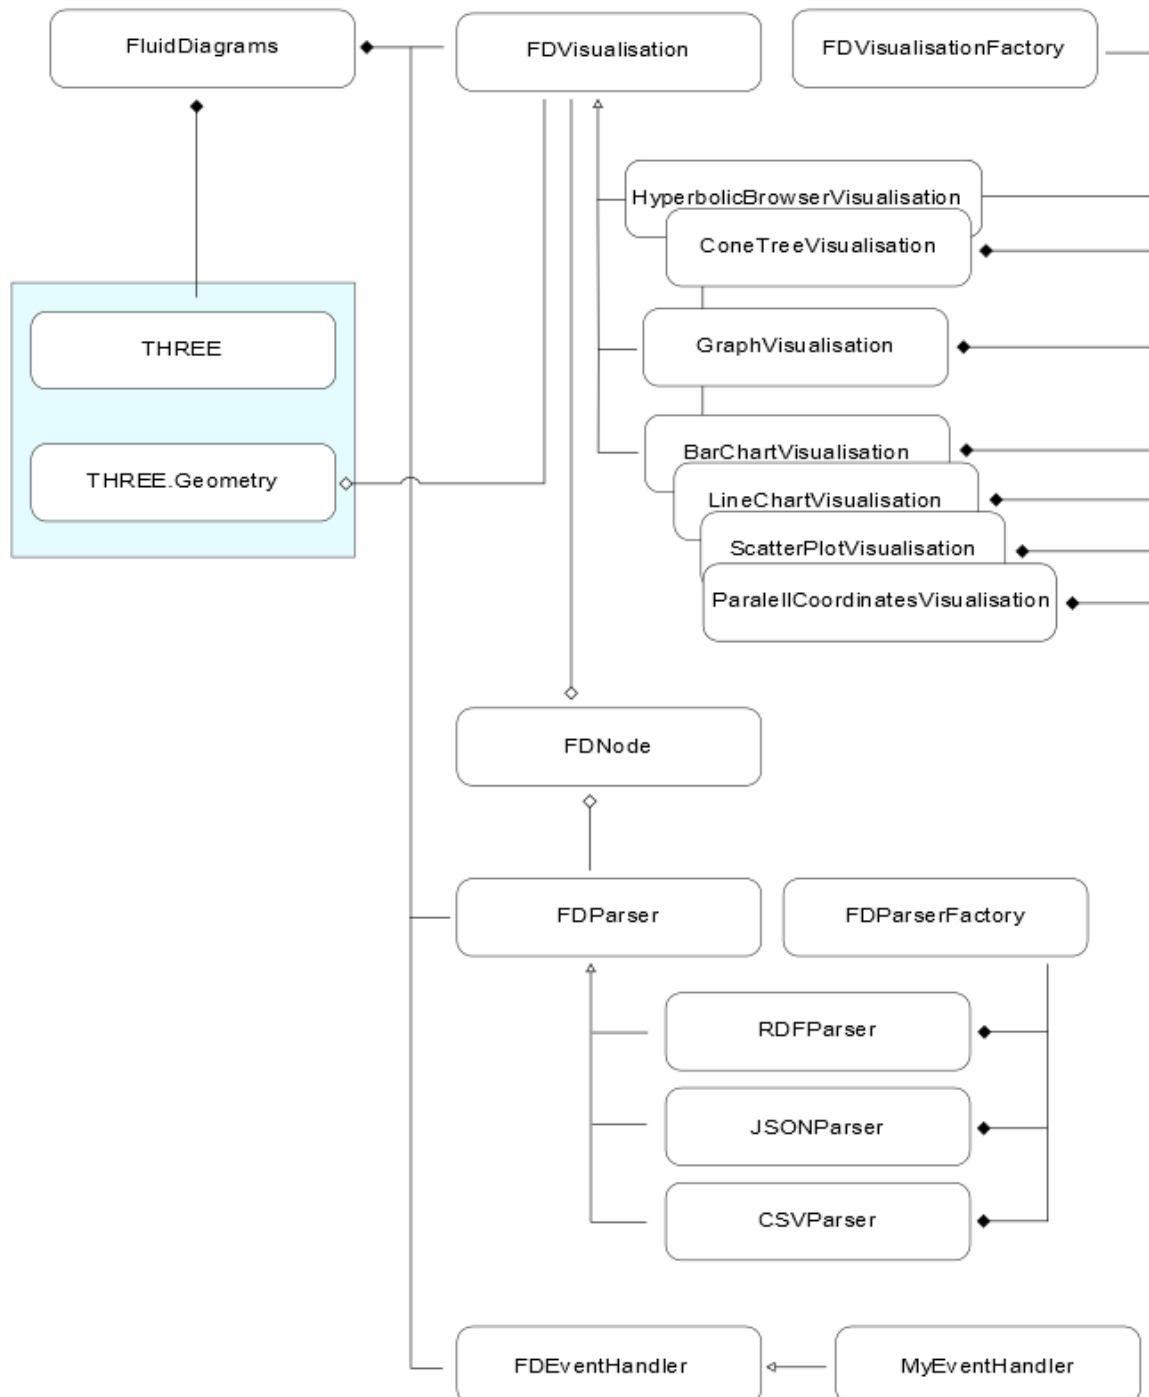 FluidDiagrams
FDVisualisation
FDVisualisationFactory
HyperbolicBrowserVisualisation
ConeTreeVisualisation
THREE
GraphVisualisation
THREE.Geometry
BarChartVisualisation
LineChartVisualisation
ScatterPlotVisualisation
ParalellCoordinatesVisualisation
FDNode
FDParser
FDParserFactory
RDFParser
JSONParser
CSVParser
FDEventHandler
MyEventHandler